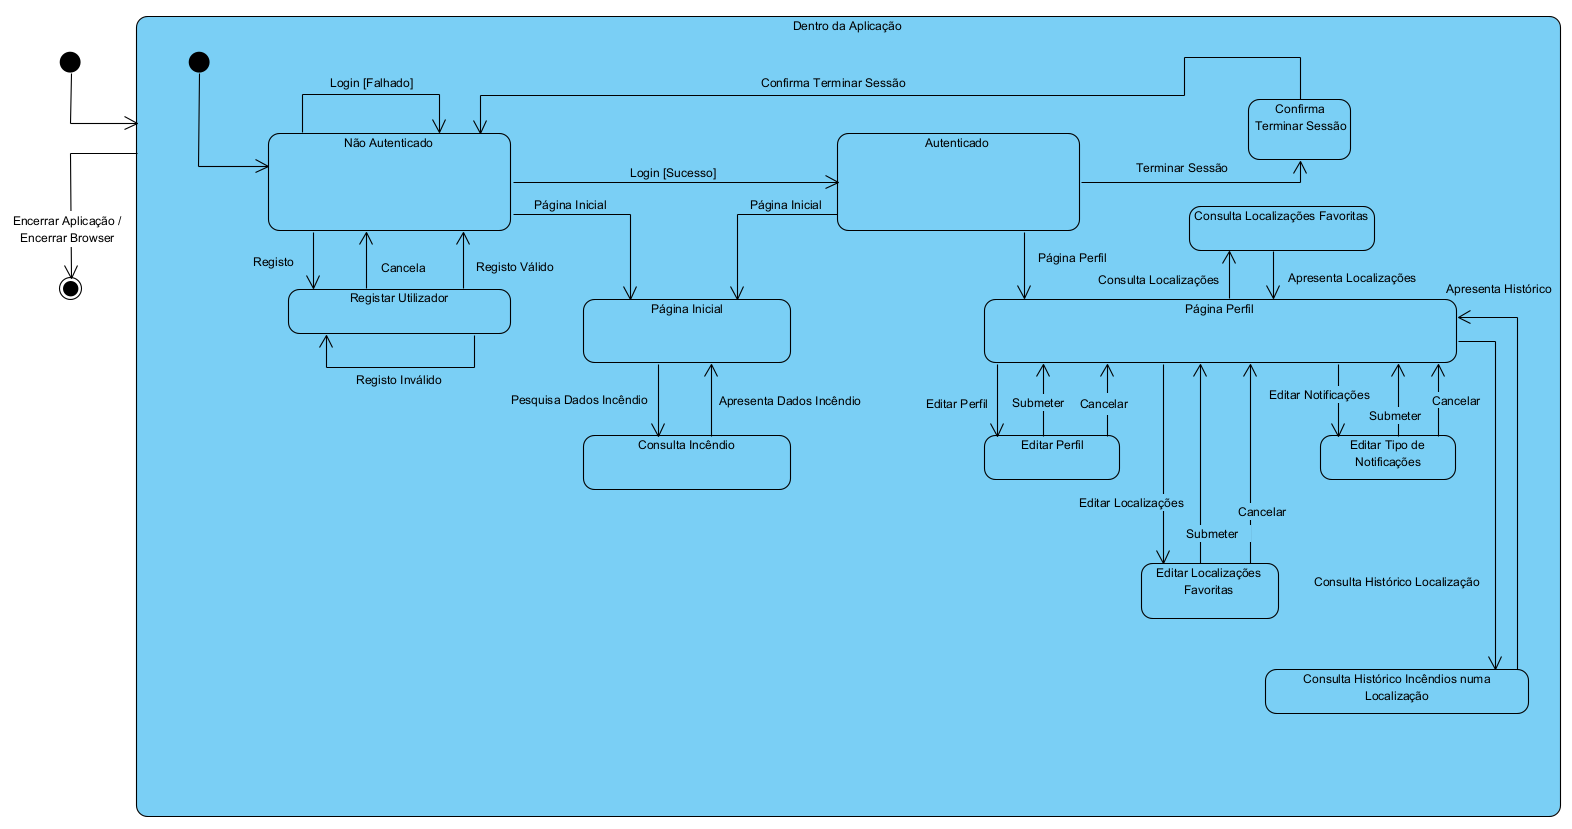 Dentro da Aplicação
Login [Falhado]
Confirma Terminar Sessão
Confirma
Terminar Sessão
Não Autenticado
Autenticado
Login [Sucesso]
Terminar Sessão
Página Inicial
Página Inicial
Consulta Localizações Favoritas
Encerrar Aplicação /
Encerrar Browser
Registo
Cancela
Registo Válido
Página Perfil
Consulta Localizações
Apresenta Localizações
Apresenta Histórico
Registar Utilizador
Página Inicial
Página Perfil
Registo Inválido
Pesquisa Dados Incêndio
Apresenta Dados Incêndio
Editar Perfil
Submeter
Cancelar
Editar Notificações
Submeter
Cancelar
Consulta Incêndio
Editar Perfil
Editar Tipo de
Notificações
Editar Localizações
Submeter
Cancelar
Editar Localizações
Favoritas
Consulta Histórico Localização
Consulta Histórico Incêndios numa
Localização